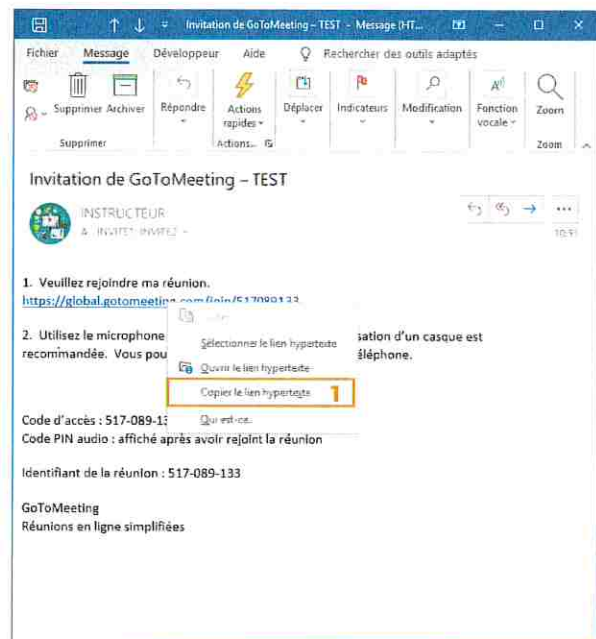 Invitation de GoToMeeting – TEST - Message (HT...
Fichier Message Développeur Aide Rechercher des outils adaptés
Supprimer Archiver Répondre Actions rapides Déplacer Indicateurs Modification Fonction vocale Zoom
Supprimer Actions... Zoom
Invitation de GoToMeeting – TEST
INSTRUCTEUR
À INVITÉ1; INVITÉ2
10:31
1. Veuillez rejoindre ma réunion.
https://global.gotomeeting.com/join/517089133
2. Utilisez le microphone sation d'un casque est
recommandée. Vous pou éléphone.
Sélectionner le lien hypertexte
Ouvrir le lien hypertexte
Copier le lien hypertexte 1
Qui est-ce
Code d'accès : 517-089-13
Code PIN audio : affiché après avoir rejoint la réunion
Identifiant de la réunion : 517-089-133
GoToMeeting
Réunions en ligne simplifiées